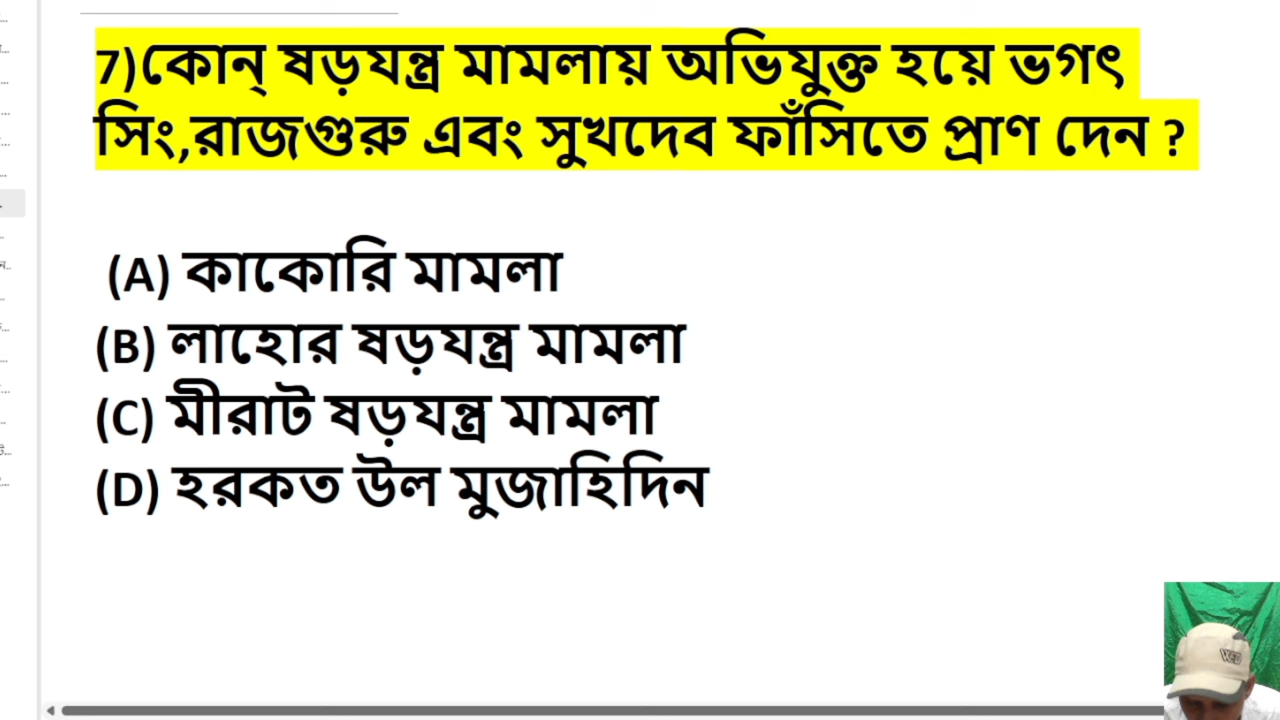 7)কোন্ ষড়যন্ত্র মামলায় অভিযুক্ত হয়ে ভগৎ
সিং,রাজগুরু এবং সুখদেব ফাঁসিতে প্রাণ দেন ?
(A) কাকোরি মামলা
(B) লাহোর ষড়যন্ত্র মামলা
(C) মীরাট ষড়যন্ত্র মামলা
(D) হরকত উল মুজাহিদিন